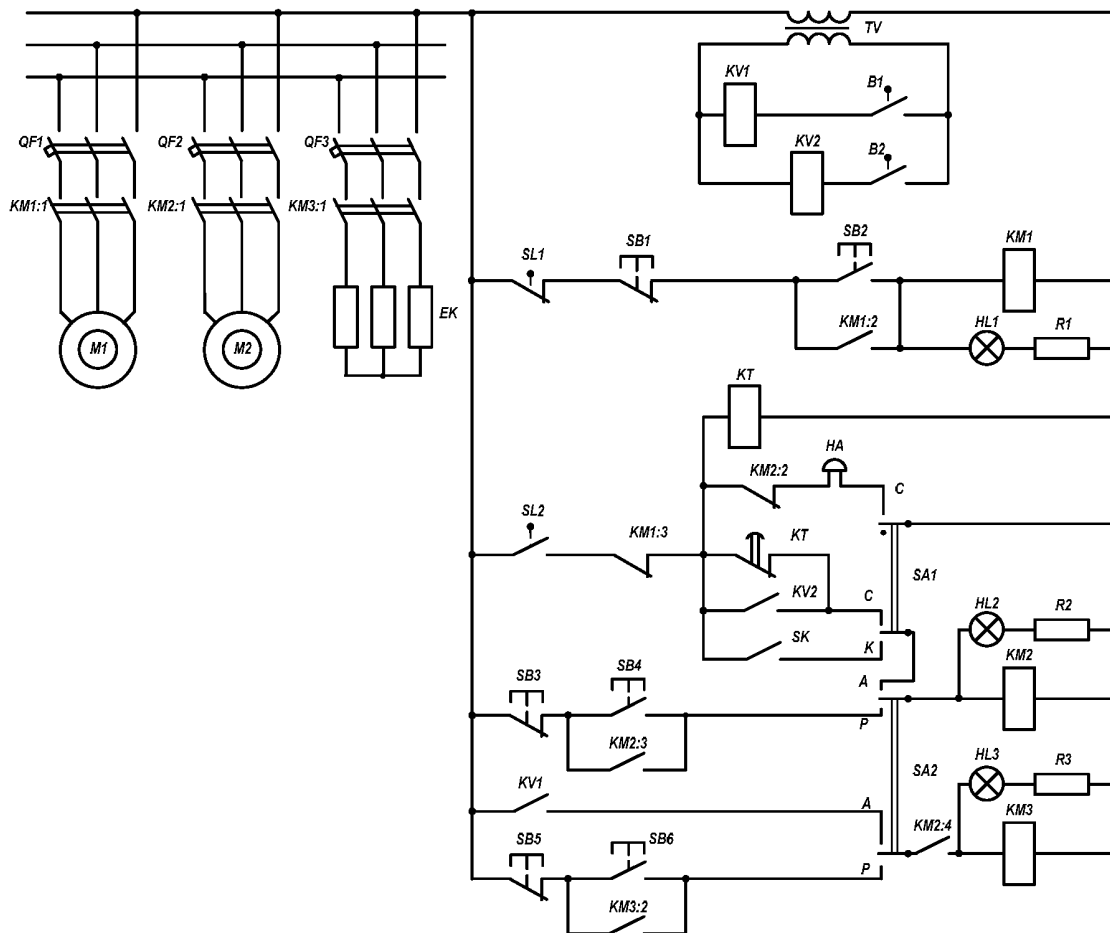 TV
KV1
B1
QF1
QF2
QF3
KV2
B2
KM1:1
KM2:1
KM3:1
SL1
SB1
SB2
KM1
EK
M1
M2
KM1:2
HL1
R1
KT
KM2:2
HA
C
SL2
KM1:3
KT
SA1
KV2
C
HL2
R2
SK
K
KM2
SB3
SB4
A
P
KM2:3
SA2
HL3
R3
KV1
A
KM2:4
KM3
SB5
SB6
P
KM3:2